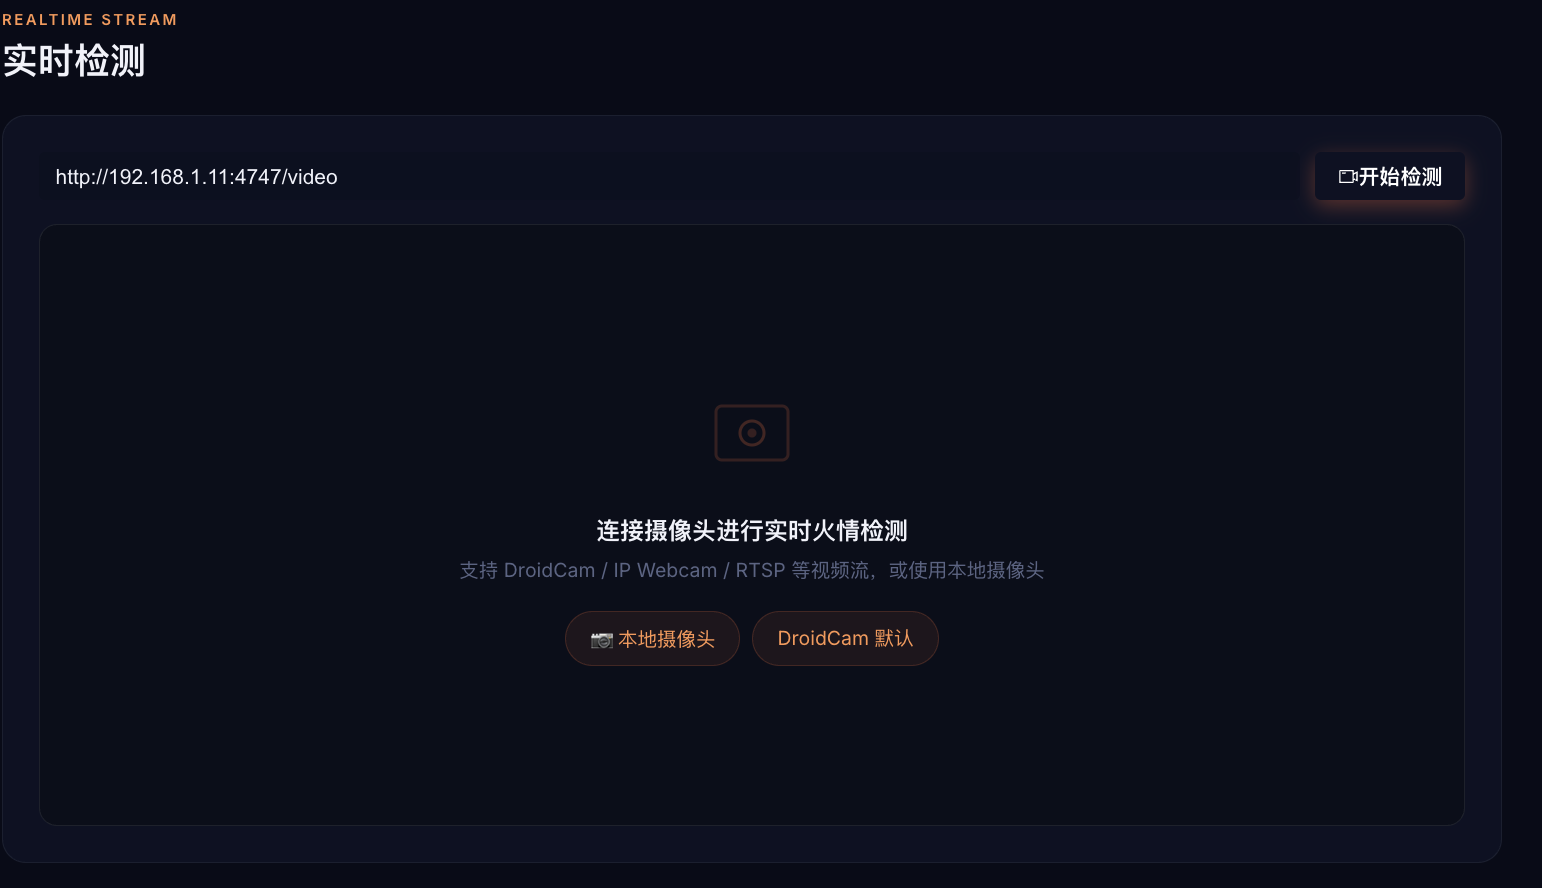 REALTIME STREAM
实时检测
http://192.168.1.11:4747/video
开始检测
连接摄像头进行实时火情检测
支持 DroidCam / IP Webcam / RTSP 等视频流，或使用本地摄像头
本地摄像头
DroidCam 默认